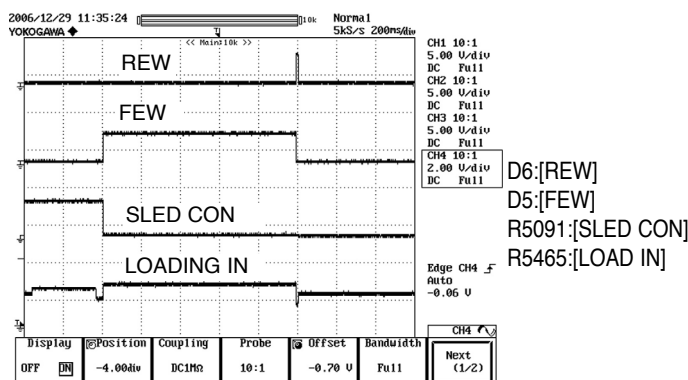 2006/12/29 11:35:24
10k
Normal
YOKOGAWA
5kS/s 200ms/div
<< Main:10k >>
CH1 10:1
5.00 V/div
DC Full
CH2 10:1
5.00 V/div
DC Full
CH3 10:1
5.00 V/div
DC Full
CH4 10:1
2.00 V/div
DC Full
REW
FEW
SLED CON
LOADING IN
D6:[REW]
D5:[FEW]
R5091:[SLED CON]
R5465:[LOAD IN]
Edge CH4
Auto
-0.06 V
CH4
Display
OFF ON
Position
-4.00div
Coupling
DC1MΩ
Probe
10:1
Offset
-0.70 V
Bandwidth
Full
Next
(1/2)